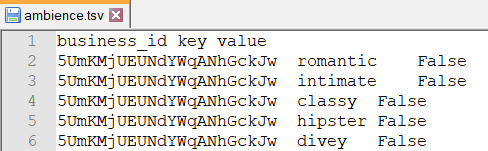 ambience.tsv
1 business_id key value
2 5UmKMjUEUNdYWqANhGckJw romantic False
3 5UmKMjUEUNdYWqANhGckJw intimate False
4 5UmKMjUEUNdYWqANhGckJw classy False
5 5UmKMjUEUNdYWqANhGckJw hipster False
6 5UmKMjUEUNdYWqANhGckJw divey False